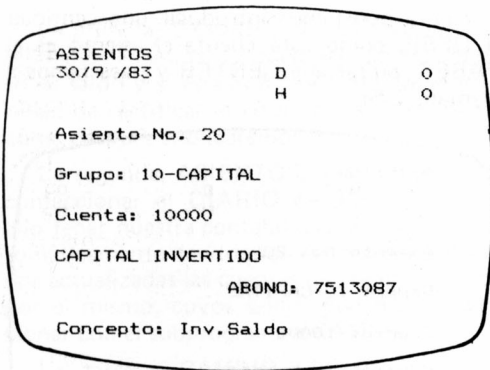 ASIENTOS
30/9 /83 D 0
H 0
Asiento No. 20
Grupo: 10-CAPITAL
Cuenta: 10000
CAPITAL INVERTIDO
ABONO: 7513087
Concepto: Inv.Saldo